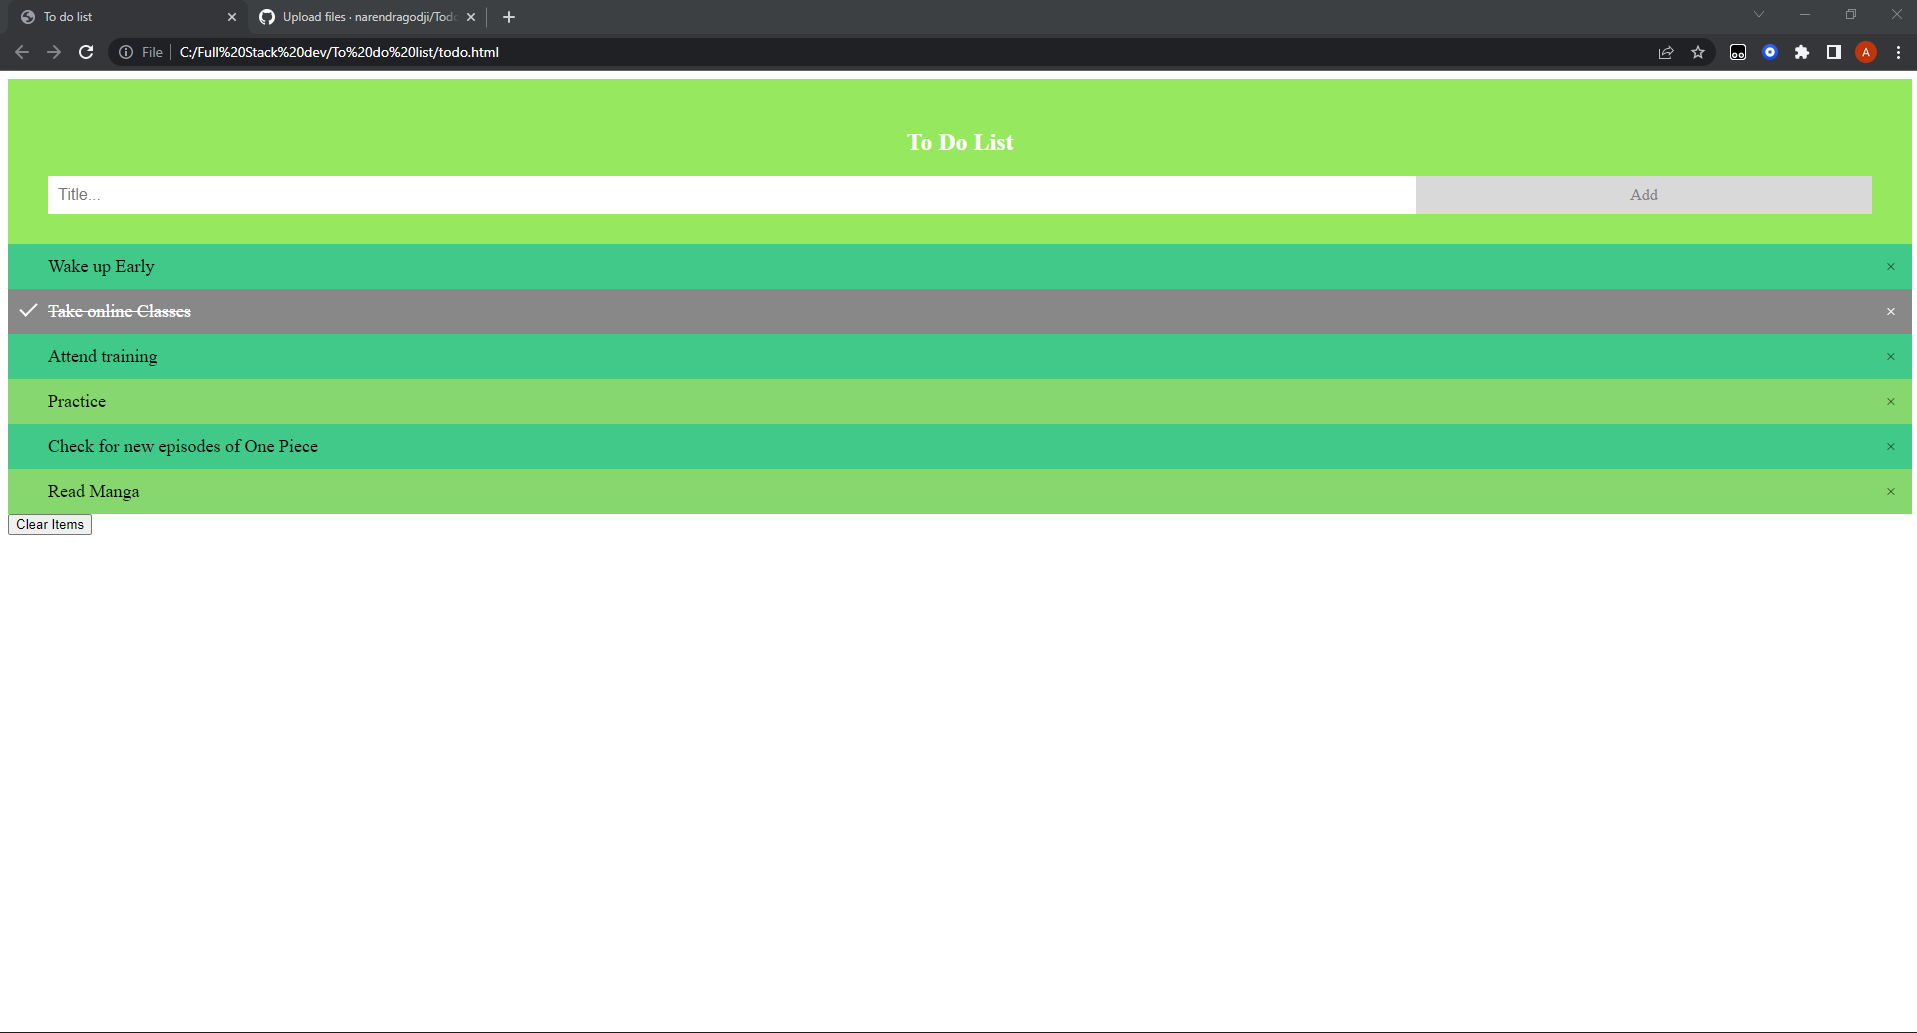 To do list
Upload files · narendragodji/Todo
File
C:/Full%20Stack%20dev/To%20do%20list/todo.html
A
To Do List
Title...
Add
Wake up Early ×
Take online Classes ×
Attend training ×
Practice ×
Check for new episodes of One Piece ×
Read Manga ×
Clear Items